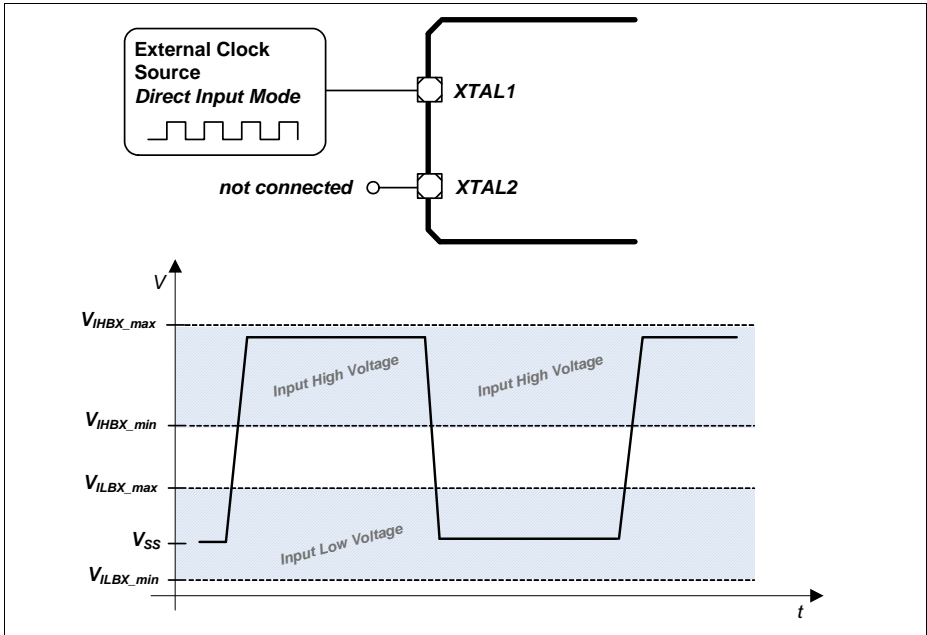 External Clock
Source
Direct Input Mode
XTAL1
not connected
XTAL2
V
VIHBX_max
Input High Voltage
Input High Voltage
VIHBX_min
VILBX_max
Input Low Voltage
VSS
VILBX_min
t